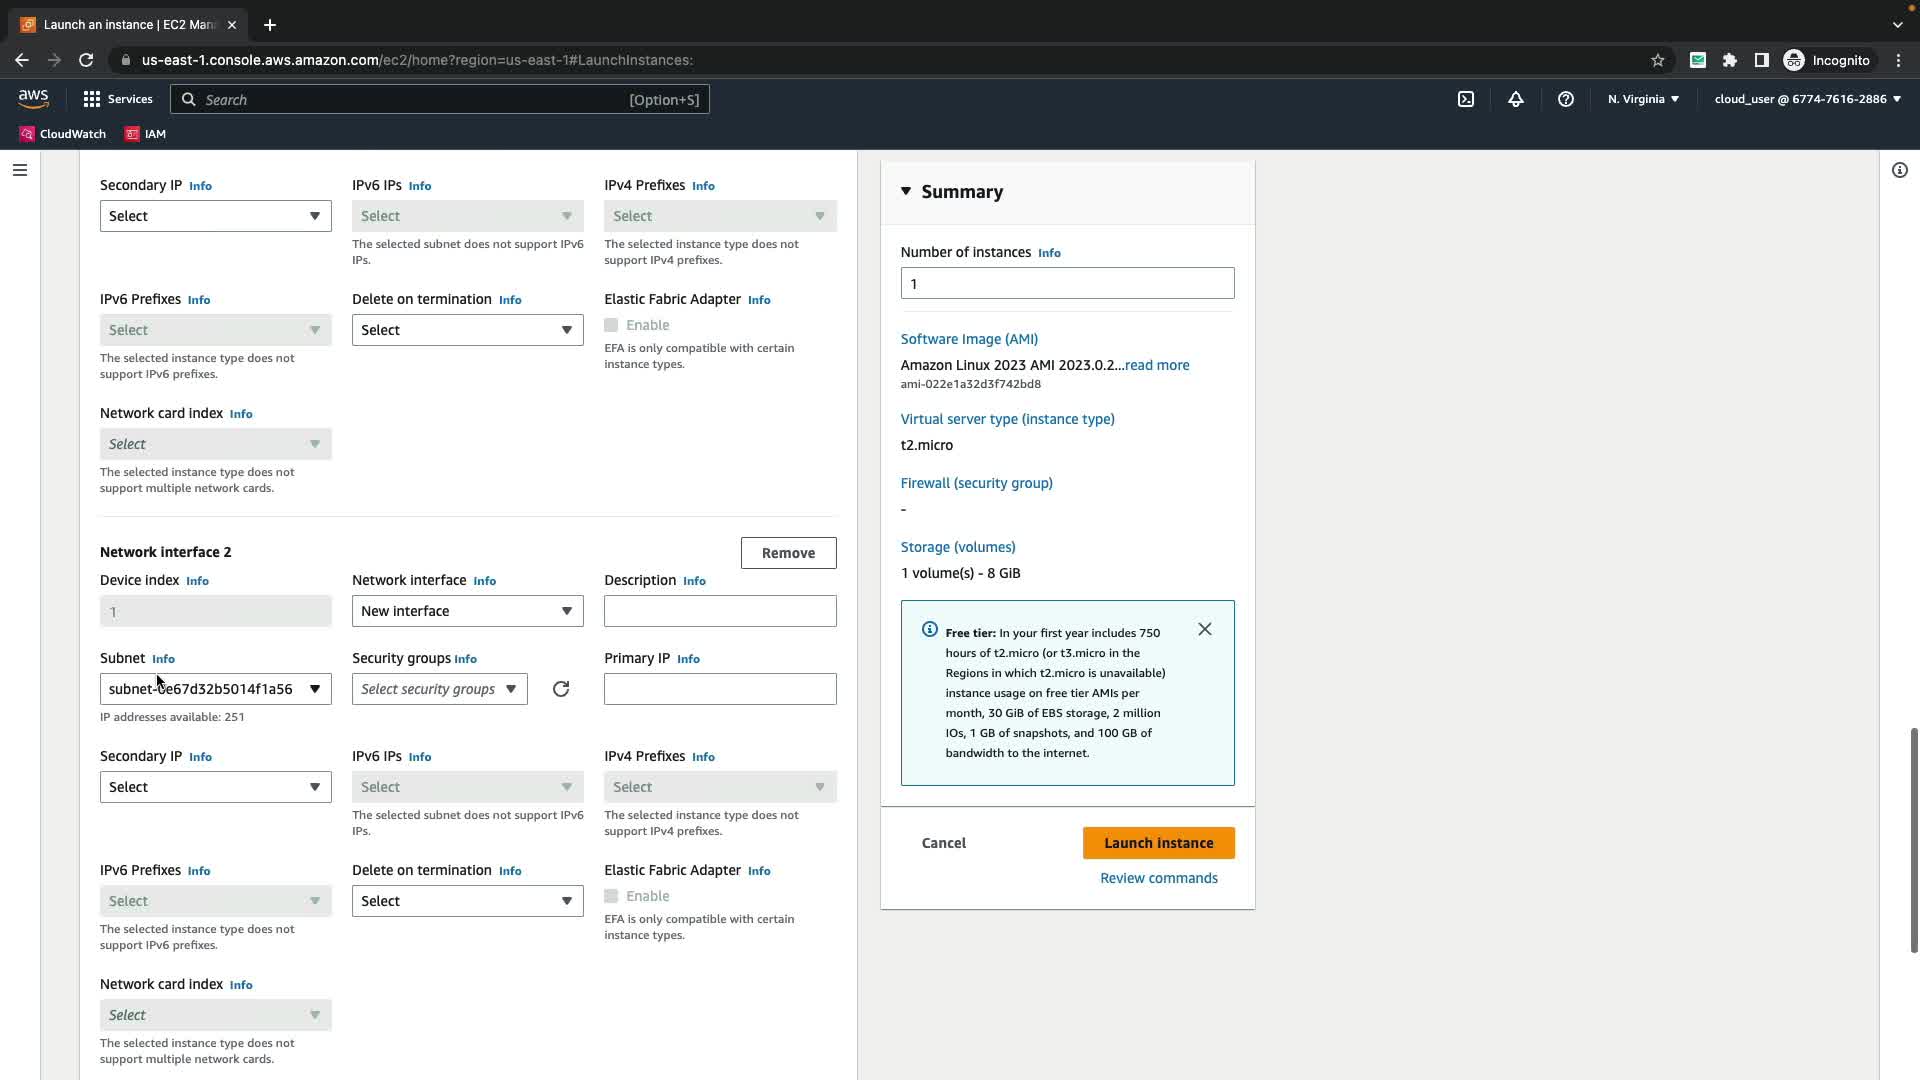 Launch an instance | EC2 Man
us-east-1.console.aws.amazon.com/ec2/home?region=us-east-1#LaunchInstances:
Incognito
aws
Services
Search
[Option+S]
N. Virginia
cloud_user @ 6774-7616-2886
CloudWatch
IAM
Secondary IP Info
IPv6 IPs Info
IPv4 Prefixes Info
Select
Select
Select
The selected subnet does not support IPv6
IPs.
The selected instance type does not
support IPv4 prefixes.
IPv6 Prefixes Info
Delete on termination Info
Elastic Fabric Adapter Info
Select
Select
Enable
The selected instance type does not
support IPv6 prefixes.
EFA is only compatible with certain
instance types.
Network card index Info
Select
The selected instance type does not
support multiple network cards.
Network interface 2
Remove
Device index Info
Network interface Info
Description Info
1
New interface
Subnet Info
Security groups Info
Primary IP Info
subnet-0e67d32b5014f1a56
Select security groups
IP addresses available: 251
Secondary IP Info
IPv6 IPs Info
IPv4 Prefixes Info
Select
Select
Select
The selected subnet does not support IPv6
IPs.
The selected instance type does not
support IPv4 prefixes.
IPv6 Prefixes Info
Delete on termination Info
Elastic Fabric Adapter Info
Select
Select
Enable
The selected instance type does not
support IPv6 prefixes.
EFA is only compatible with certain
instance types.
Network card index Info
Select
The selected instance type does not
support multiple network cards.
Summary
Number of instances Info
1
Software Image (AMI)
Amazon Linux 2023 AMI 2023.0.2...read more
ami-022e1a32d3f742bd8
Virtual server type (instance type)
t2.micro
Firewall (security group)
-
Storage (volumes)
1 volume(s) - 8 GiB
Free tier: In your first year includes 750
hours of t2.micro (or t3.micro in the
Regions in which t2.micro is unavailable)
instance usage on free tier AMIs per
month, 30 GiB of EBS storage, 2 million
IOs, 1 GB of snapshots, and 100 GB of
bandwidth to the internet.
Cancel
Launch instance
Review commands